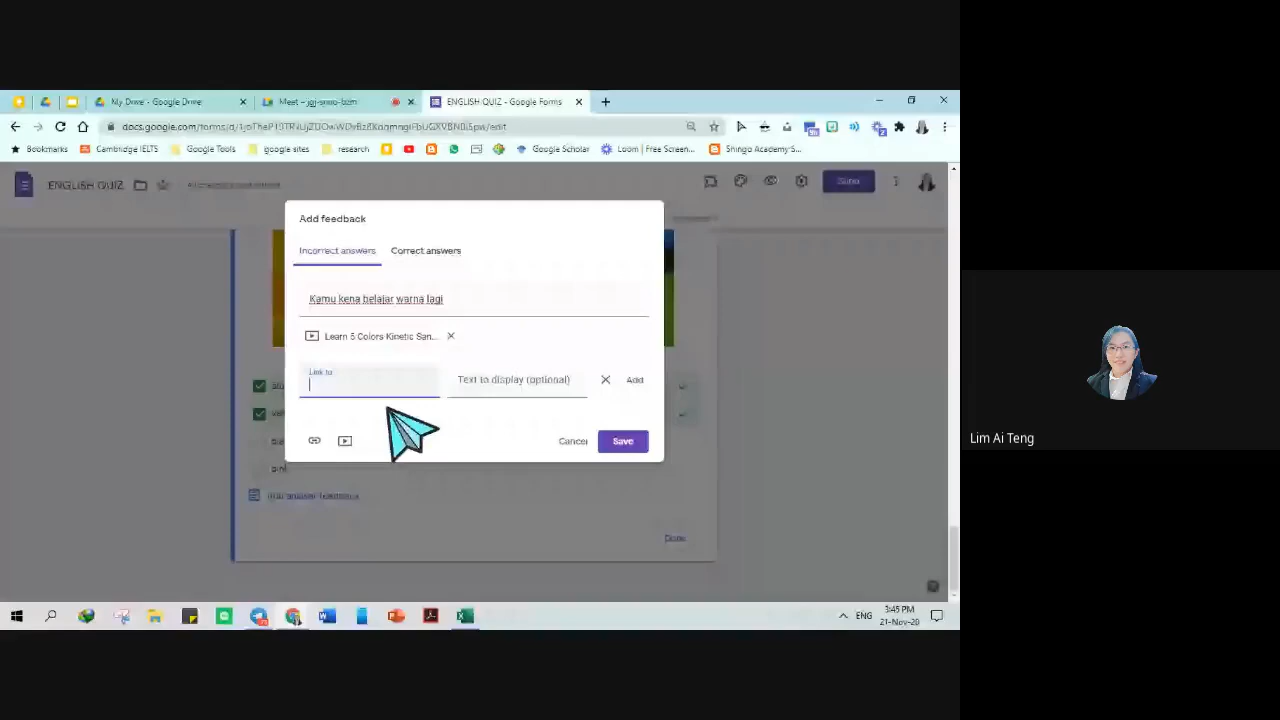 My Drive - Google Drive
Meet –
ENGLISH QUIZ - Google Forms
Bookmarks
Cambridge IELTS
Google Tools
google sites
research
Google Scholar
Loom | Free Screen...
Shingo Academy S...
ENGLISH QUIZ
Send
Add feedback
Incorrect answers
Correct answers
Kamu kena belajar warna lagi
Learn 5 Colors Kinetic San...
Link to
Text to display (optional)
Add
Cancel
Save
Done
Lim Ai Teng
ENG
3:45 PM
21-Nov-20